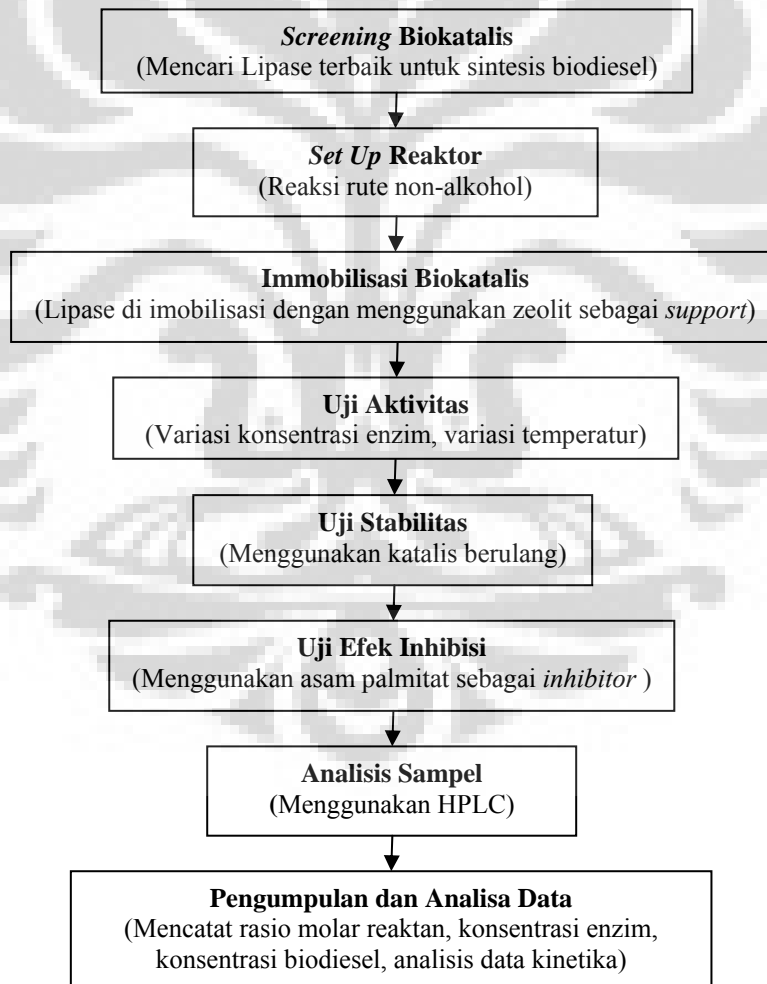 Screening Biokatalis
(Mencari Lipase terbaik untuk sintesis biodiesel)
Set Up Reaktor
(Reaksi rute non-alkohol)
Immobilisasi Biokatalis
(Lipase di imobilisasi dengan menggunakan zeolit sebagai support)
Uji Aktivitas
(Variasi konsentrasi enzim, variasi temperatur)
Uji Stabilitas
(Menggunakan katalis berulang)
Uji Efek Inhibisi
(Menggunakan asam palmitat sebagai inhibitor )
Analisis Sampel
(Menggunakan HPLC)
Pengumpulan dan Analisa Data
(Mencatat rasio molar reaktan, konsentrasi enzim,
konsentrasi biodiesel, analisis data kinetika)